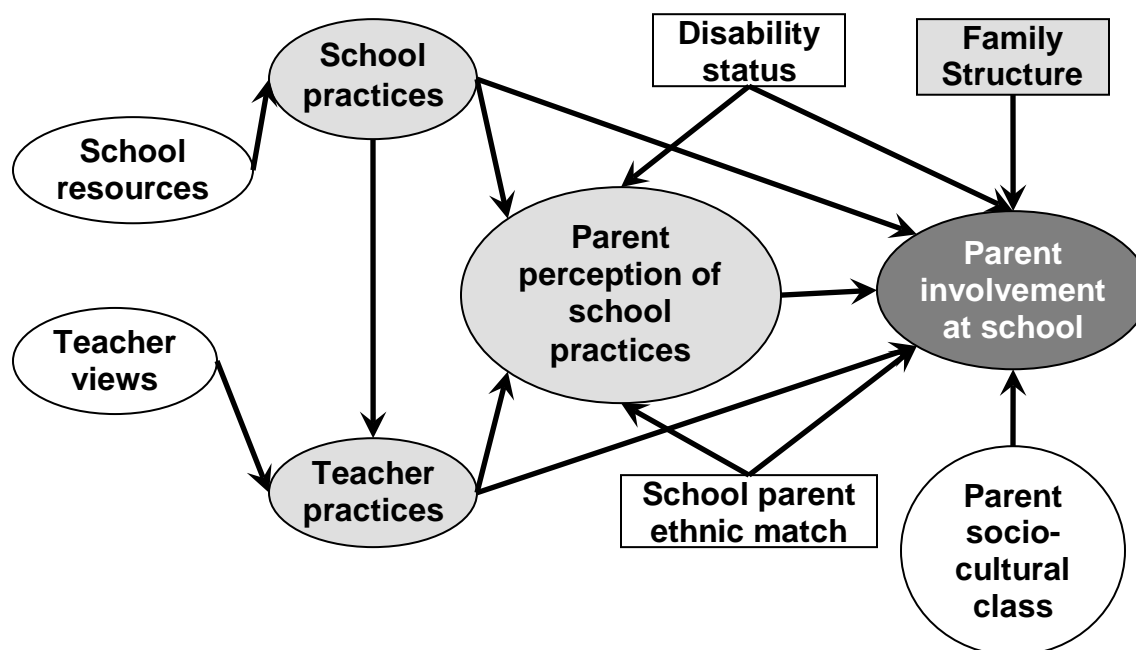 School
practices
Disability
status
Family
Structure
School
resources
Parent
perception of
school
practices
Parent
involvement
at school
Teacher
views
Teacher
practices
School parent
ethnic match
Parent
socio-
cultural
class